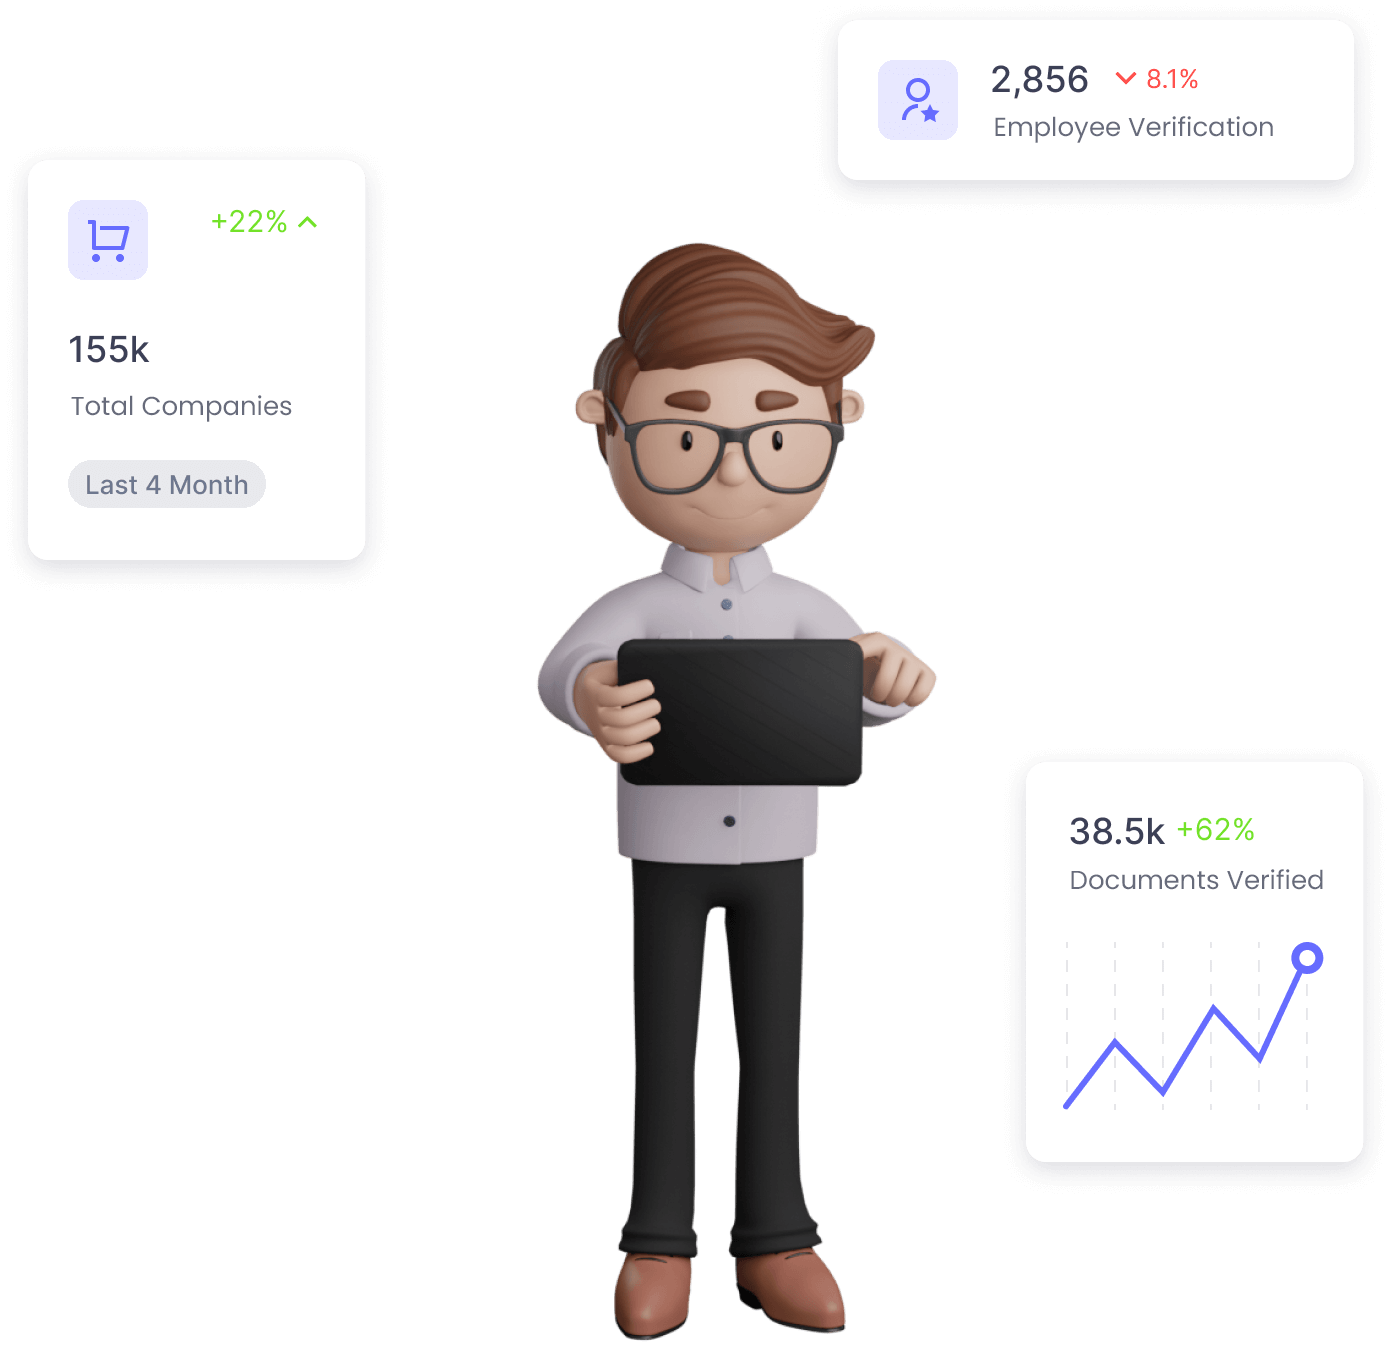 2,856 8.1%
Employee Verification
+22%
155k
Total Companies
Last 4 Month
38.5k +62%
Documents Verified